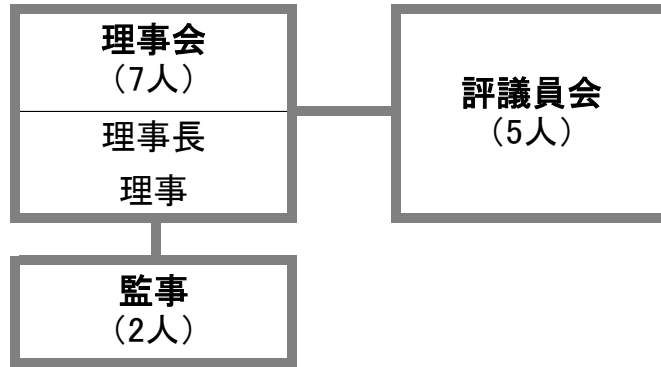 理事会
（7人）
理事長
理事
評議員会
（5人）
監事
（2人）